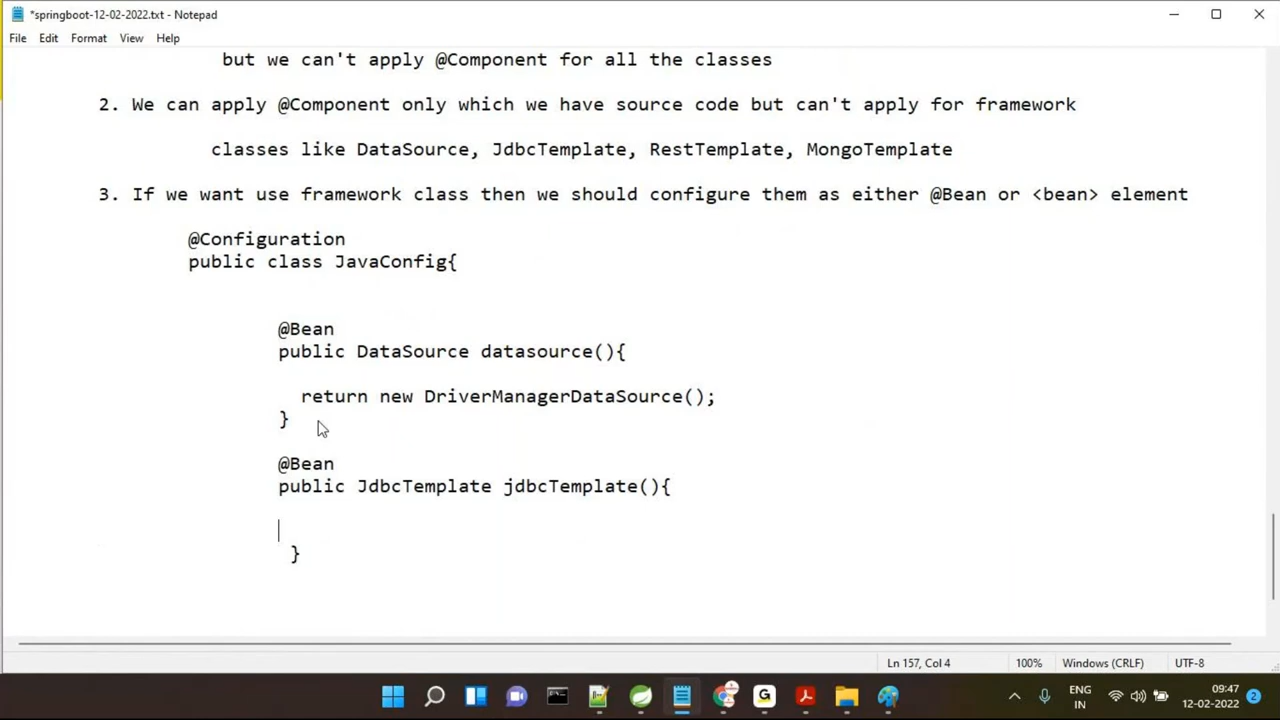 *springboot-12-02-2022.txt - Notepad
File Edit Format View Help
but we can't apply @Component for all the classes
2. We can apply @Component only which we have source code but can't apply for framework
classes like DataSource, JdbcTemplate, RestTemplate, MongoTemplate
3. If we want use framework class then we should configure them as either @Bean or <bean> element
@Configuration
public class JavaConfig{
@Bean
public DataSource datasource(){
return new DriverManagerDataSource();
}
@Bean
public JdbcTemplate jdbcTemplate(){
}
Ln 157, Col 4 100% Windows (CRLF) UTF-8
G
ENG
IN
09:47
12-02-2022
2